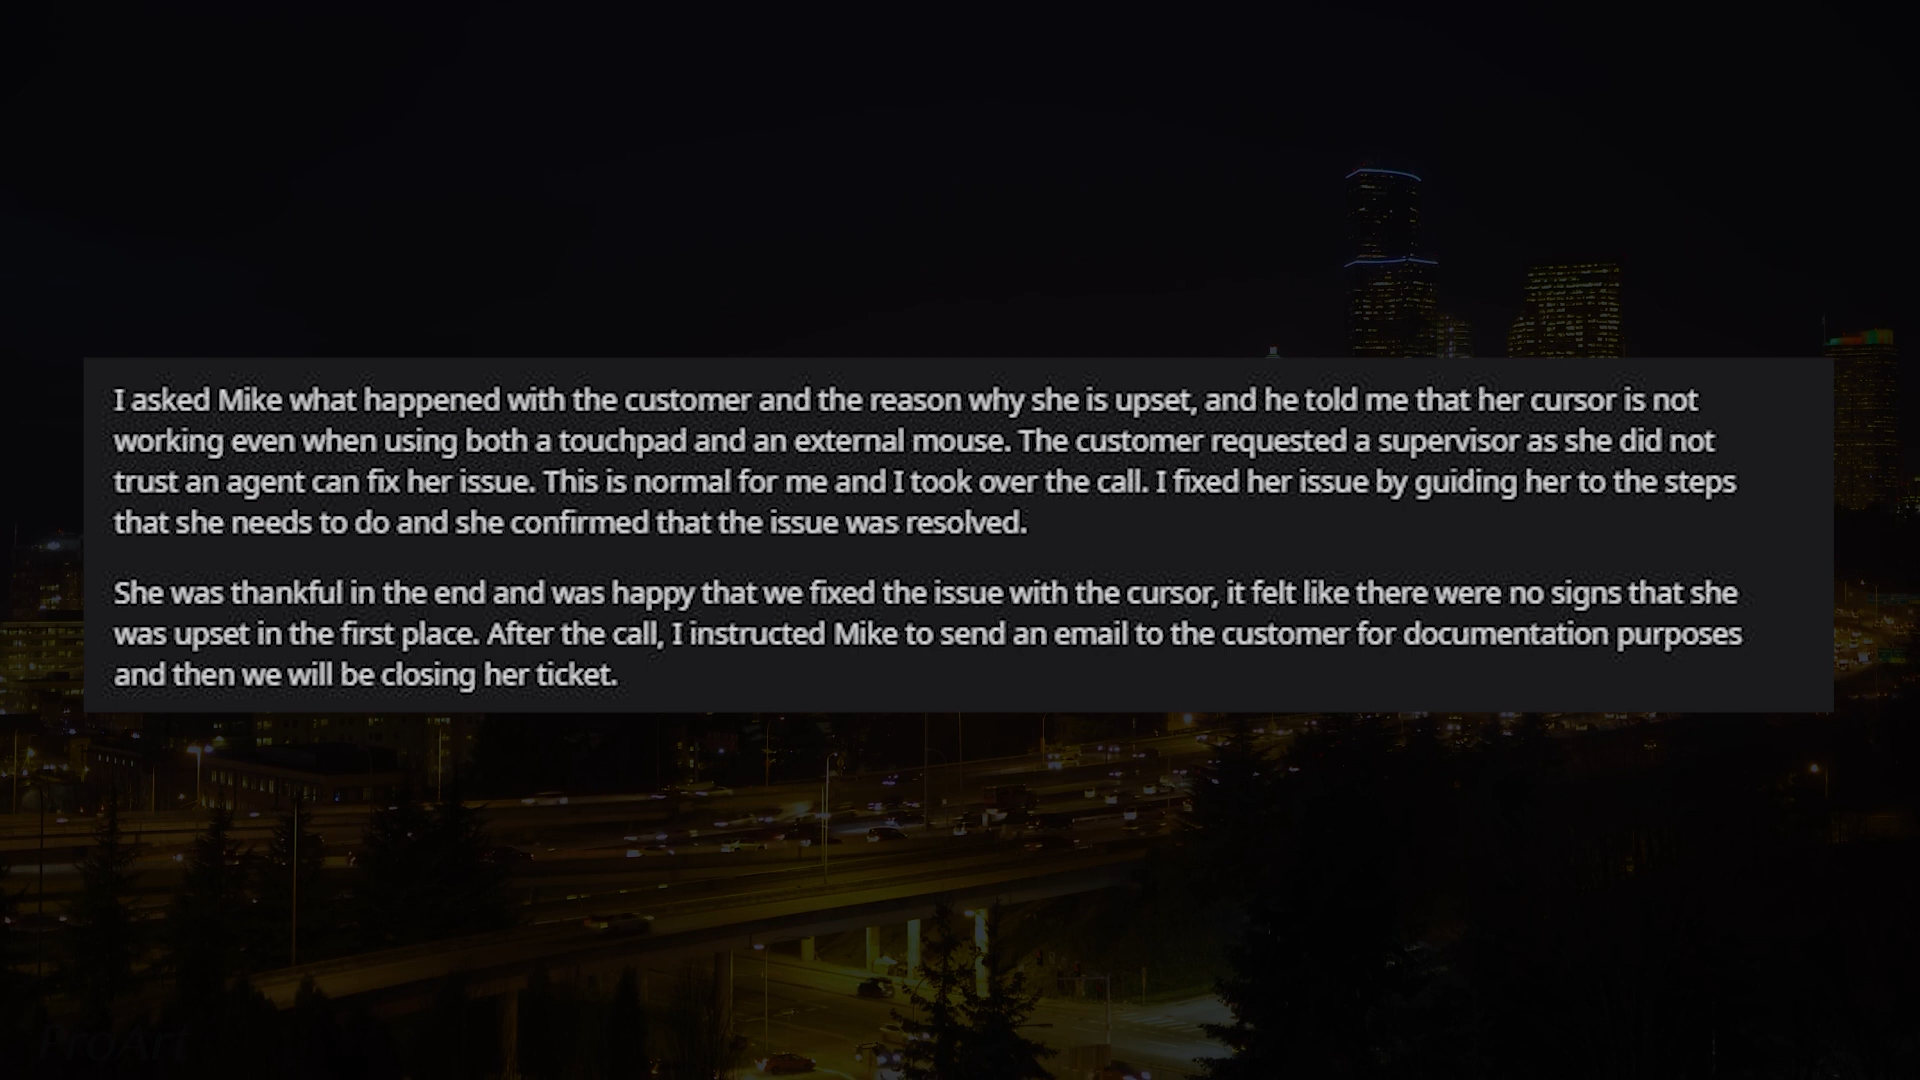 I asked Mike what happened with the customer and the reason why she is upset, and he told me that her cursor is not
working even when using both a touchpad and an external mouse. The customer requested a supervisor as she did not
trust an agent can fix her issue. This is normal for me and I took over the call. I fixed her issue by guiding her to the steps
that she needs to do and she confirmed that the issue was resolved.
She was thankful in the end and was happy that we fixed the issue with the cursor, it felt like there were no signs that she
was upset in the first place. After the call, I instructed Mike to send an email to the customer for documentation purposes
and then we will be closing her ticket.
ProArt